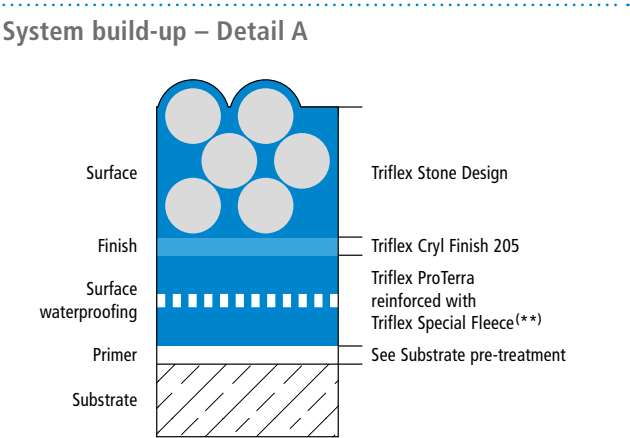 System build-up – Detail A
Surface
Triflex Stone Design
Finish
Triflex Cryl Finish 205
Surface
waterproofing
Triflex ProTerra
reinforced with
Triflex Special Fleece(**)
Primer
See Substrate pre-treatment
Substrate